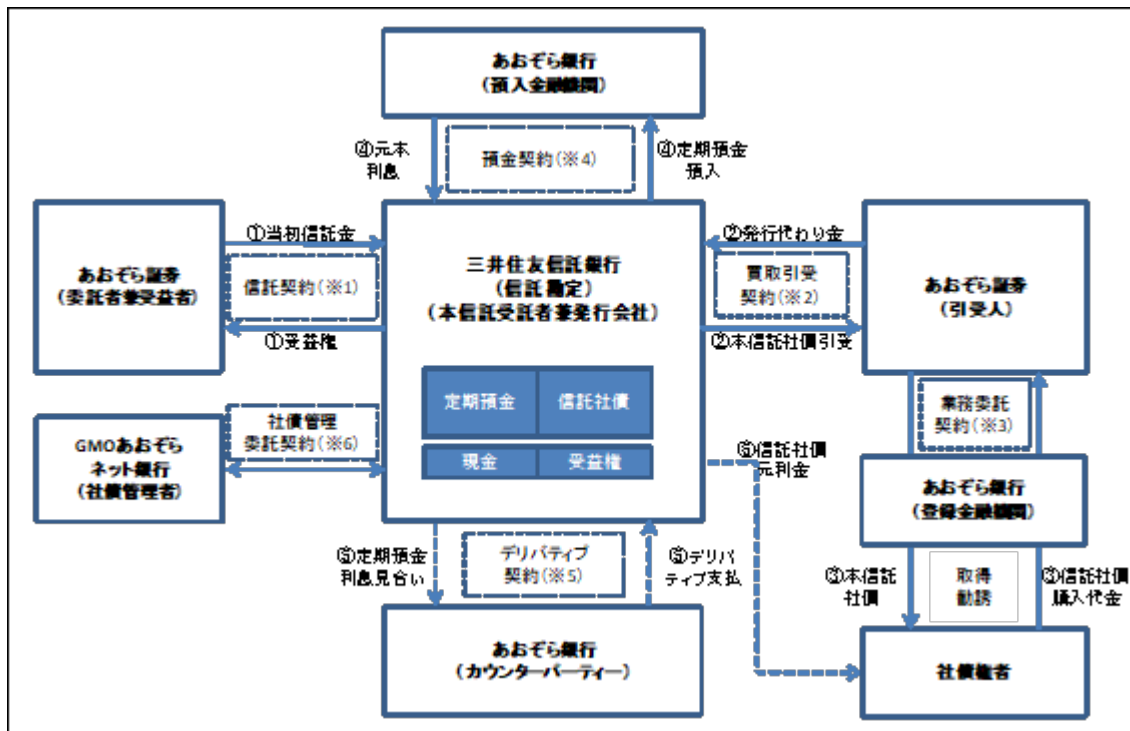 あおぞら銀行
(預入金融機関)
④元本
利息
預金契約(※4)
④定期預金
預入
あおぞら証券
(委託者兼受益者)
①当初信託金
信託契約(※1)
①受益権
三井住友信託銀行
(信託勘定)
(本信託受託者兼発行会社)
定期預金
信託社債
現金
受益権
②発行代わり金
買取引受
契約(※2)
②本信託社債引受
あおぞら証券
(引受人)
GMOあおぞら
ネット銀行
(社債管理者)
社債管理
委託契約(※6)
業務委託
契約(※3)
⑥信託社債
元利金
あおぞら銀行
(登録金融機関)
⑤定期預金
利息見合い
デリバティブ
契約(※5)
⑤デリバ
ティブ支払
③本信託
社債
取得
勧誘
③信託社債
購入代金
あおぞら銀行
(カウンターパーティー)
社債権者